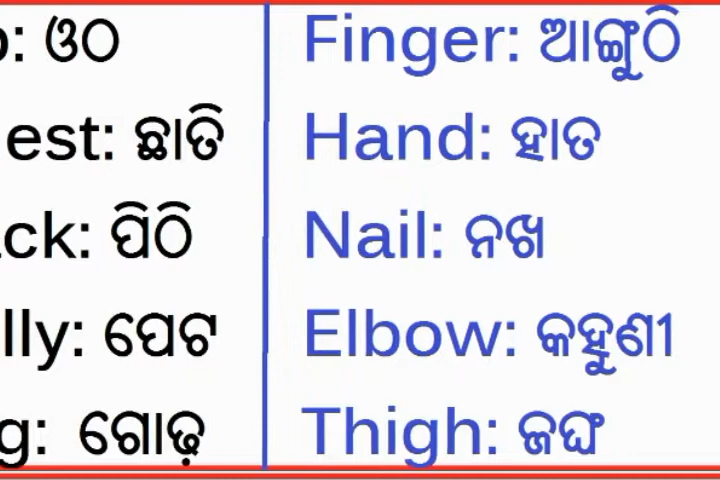 : ଓଠ
est: ଛାତି
ck: ପିଠି
lly: ପେଟ
g: ଗୋଢ଼
Finger: ଆଙ୍ଗୁଠି
Hand: ହାତ
Nail: ନଖ
Elbow: କହୁଣୀ
Thigh: ଜଙ୍ଘ